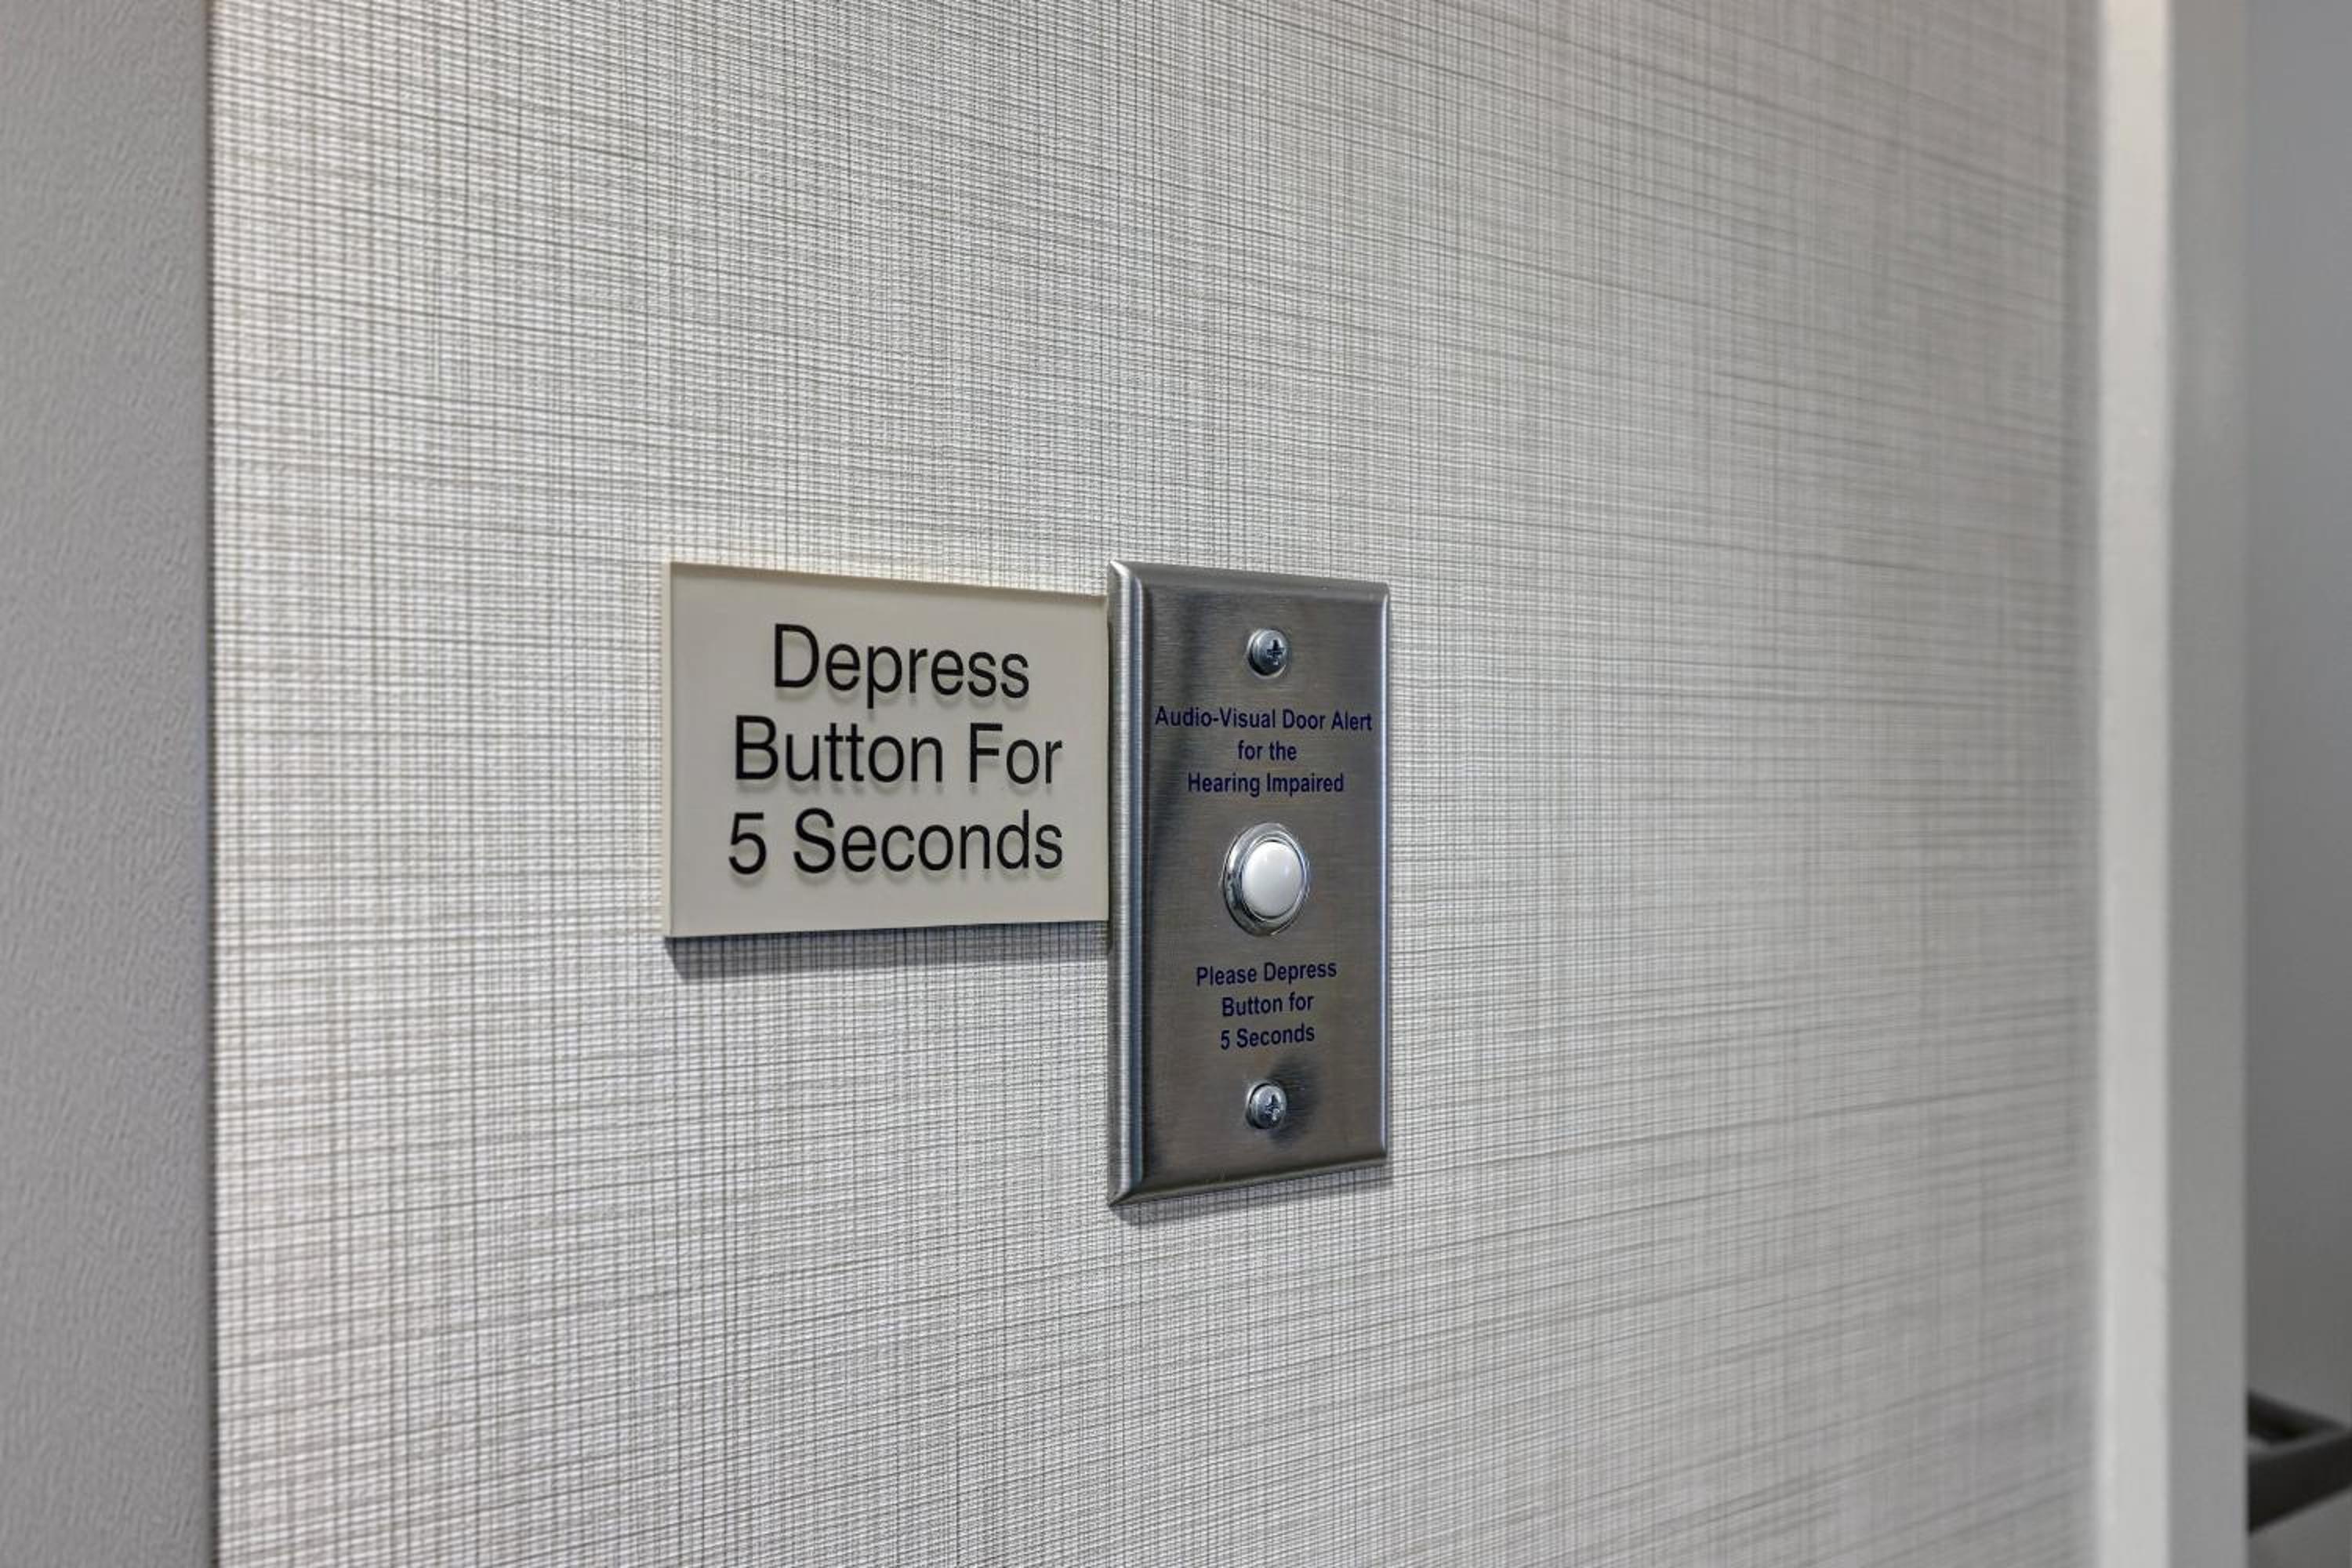 Depress
Button For
5 Seconds
Audio-Visual Door Alert
for the
Hearing Impaired
Please Depress
Button for
5 Seconds